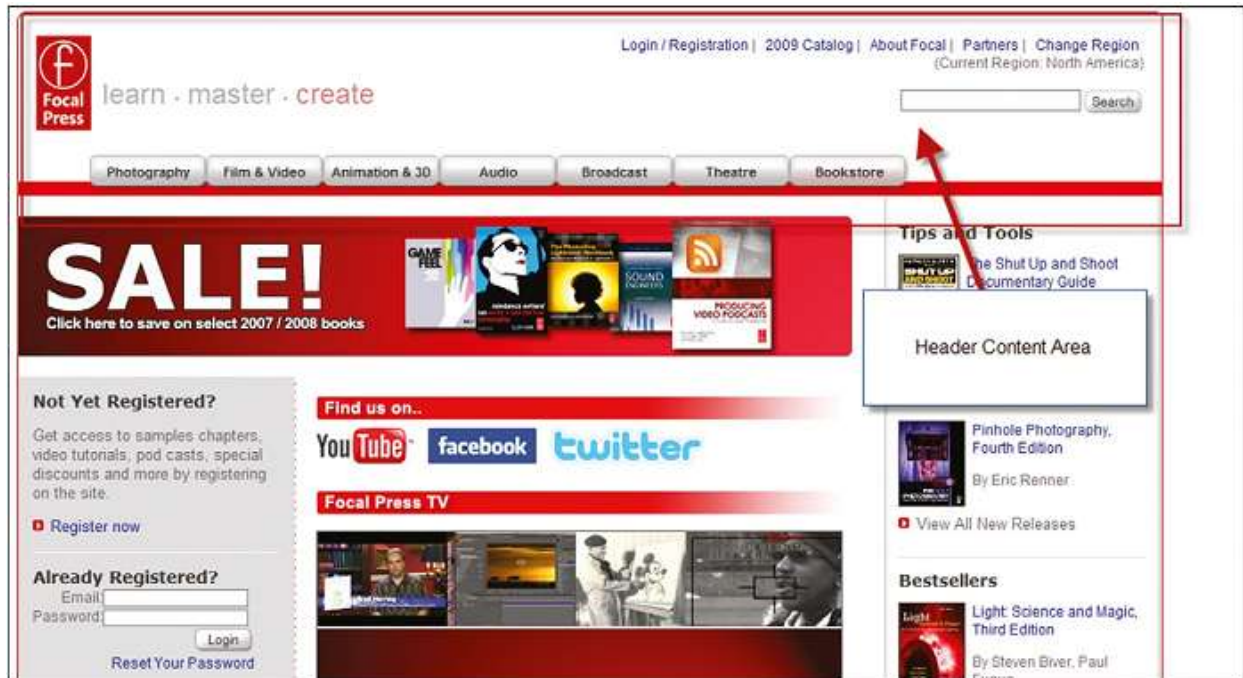 Login / Registration | 2009 Catalog | About Focal | Partners | Change Region
(Current Region: North America)
f
Focal
Press
learn . master . create
Search
Photography
Film & Video
Animation & 3D
Audio
Broadcast
Theatre
Bookstore
SALE!
Click here to save on select 2007 / 2008 books
GAME
FEEL
SOUND
ENGINEERS
PRODUCING
VIDEO PODCASTS
Tips and Tools
SHUT UP
AND SHOOT
The Shut Up and Shoot
Documentary Guide
Header Content Area
Not Yet Registered?
Get access to samples chapters,
video tutorials, pod casts, special
discounts and more by registering
on the site.
Register now
Already Registered?
Email:
Password:
Login
Reset Your Password
Find us on..
YouTube
facebook
twitter
Focal Press TV
Pinhole Photography,
Fourth Edition
By Eric Renner
View All New Releases
Bestsellers
Light
Light: Science and Magic,
Third Edition
By Steven Biver, Paul